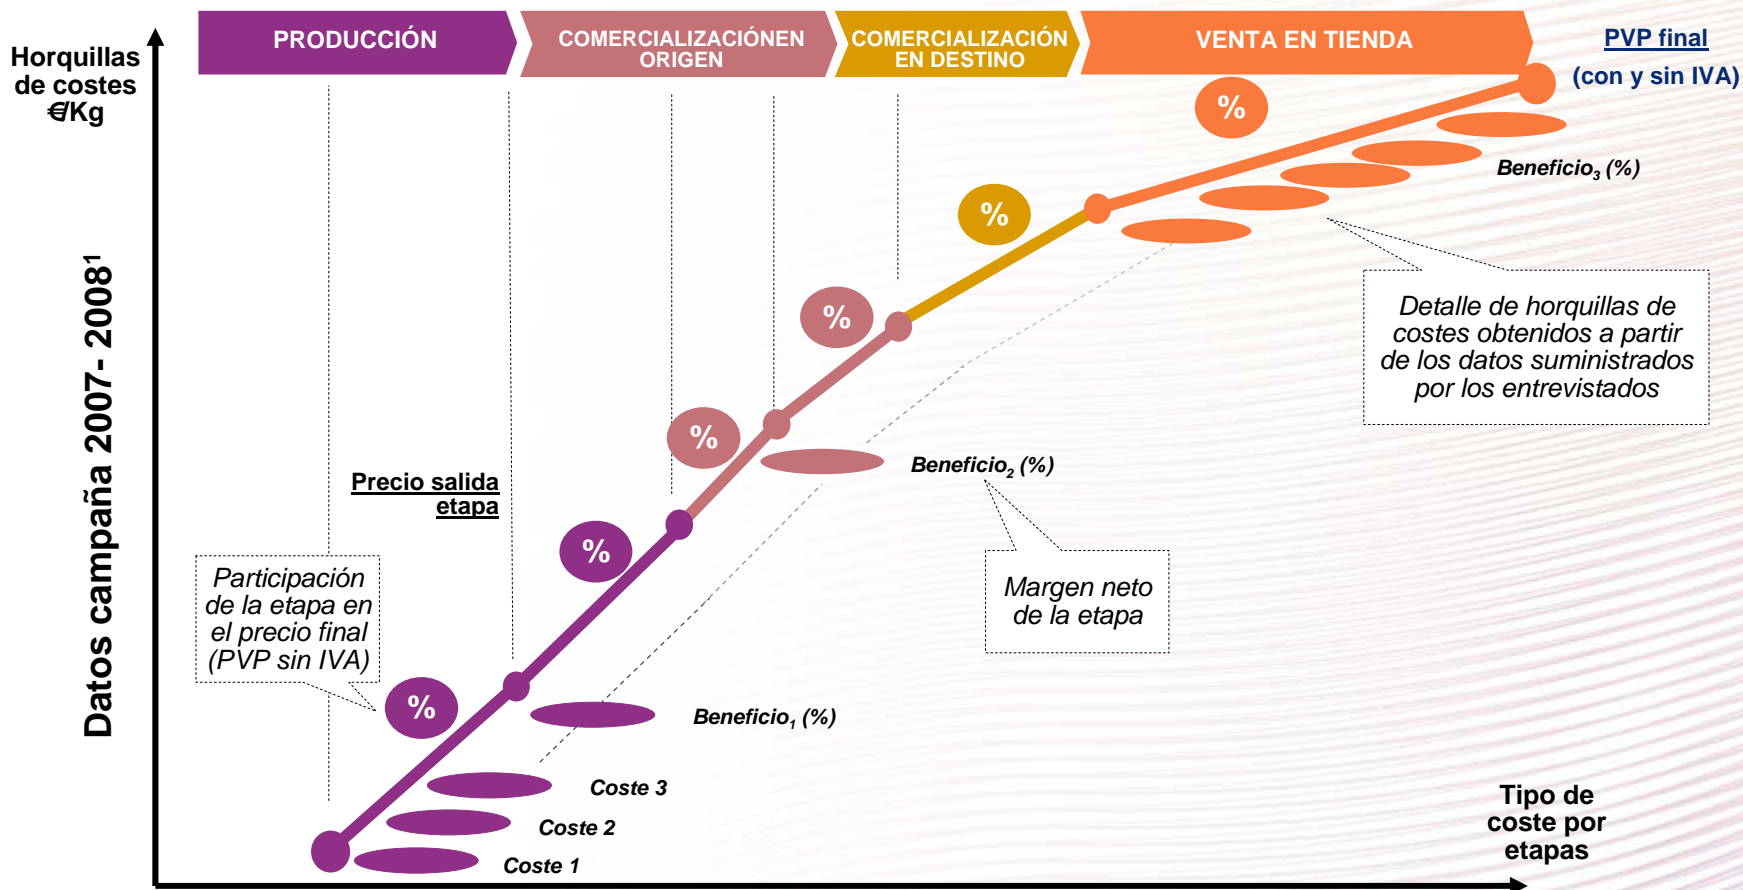 PRODUCCIÓN
COMERCIALIZACIÓNEN
ORIGEN
COMERCIALIZACIÓN
EN DESTINO
VENTA EN TIENDA
PVP final
(con y sin IVA)
Horquillas
de costes
€/Kg
%
Beneficio3 (%)
%
Detalle de horquillas de
costes obtenidos a partir
de los datos suministrados
por los entrevistados
%
%
Beneficio2 (%)
Datos campaña 2007- 2008¹
Precio salida
etapa
%
Participación
de la etapa en
el precio final
(PVP sin IVA)
Margen neto
de la etapa
%
Beneficio1 (%)
Coste 3
Coste 2
Coste 1
Tipo de
coste por
etapas